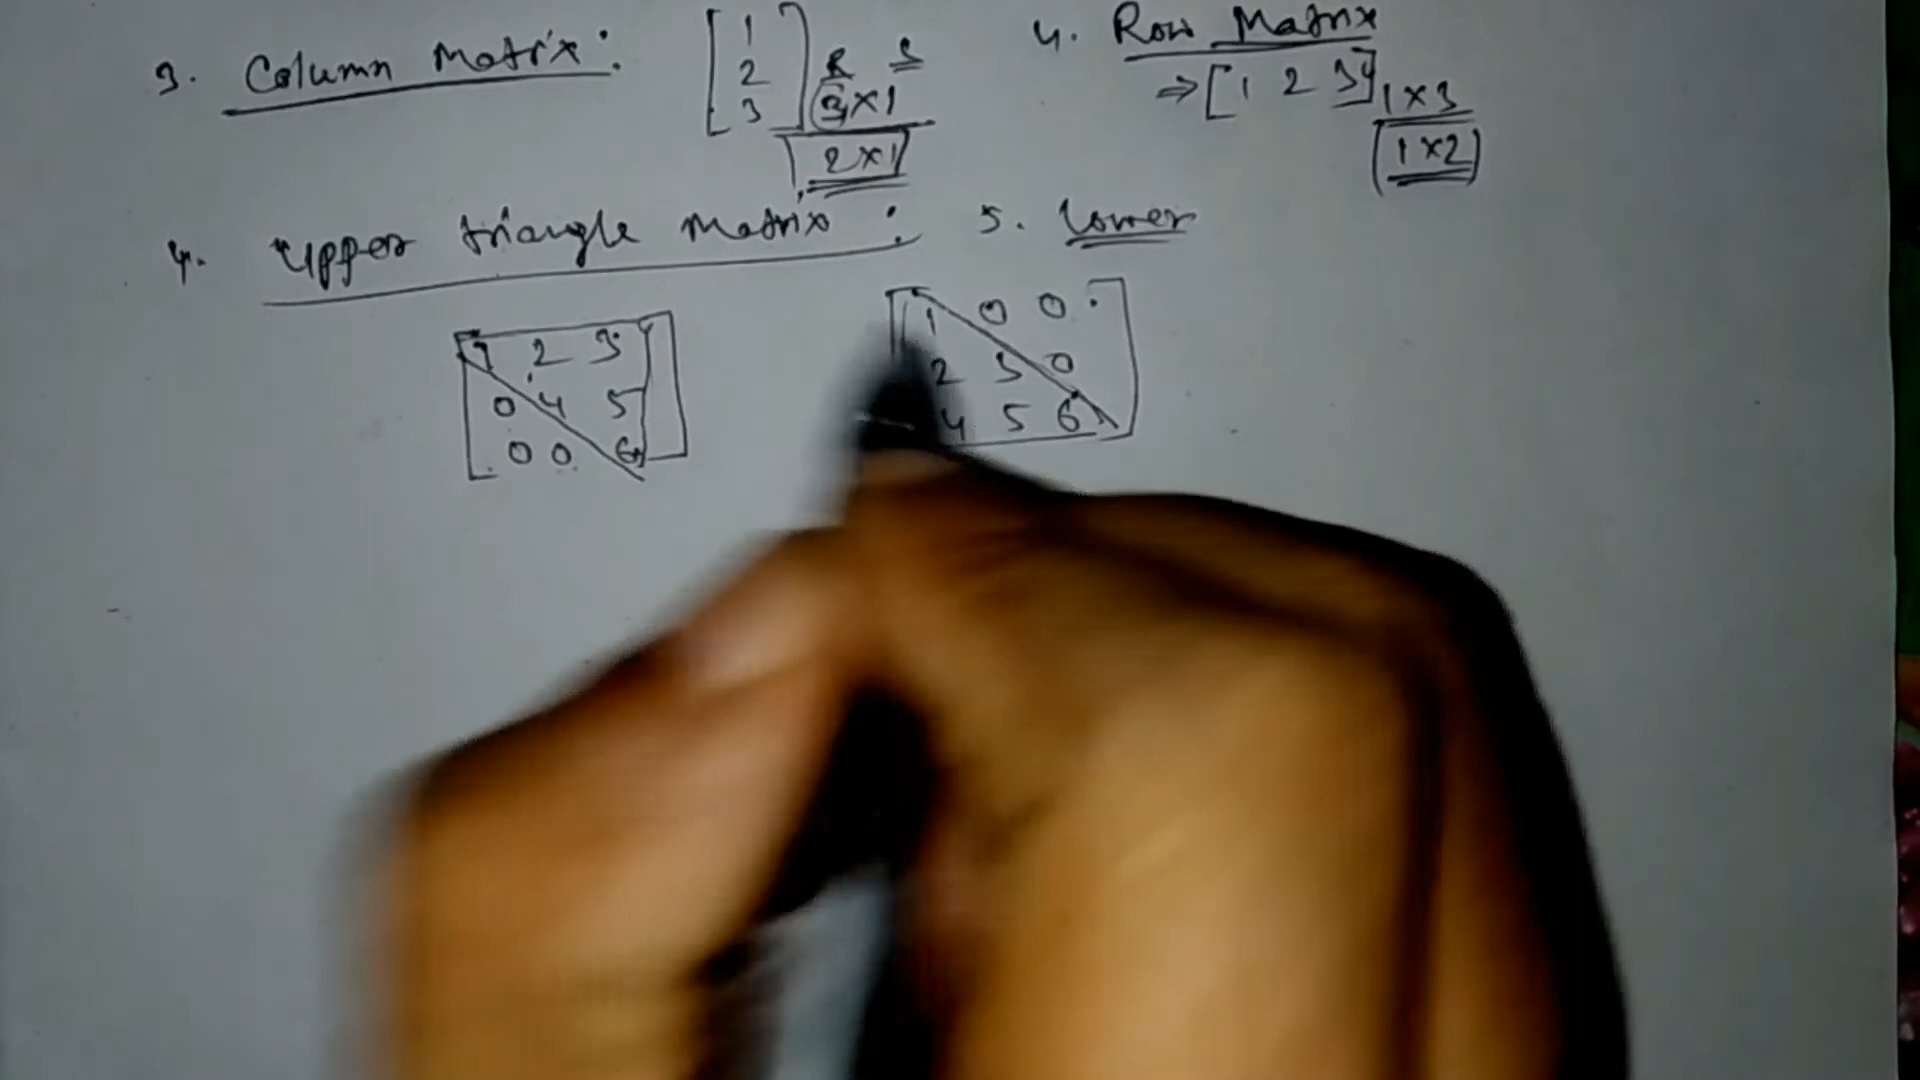 3. Column Matrix:
1
2
3
3×1
2×1
4. Row Matrix
⇒ [1 2 3] 1×3
1×2
4. Upper triangle Matrix:
1 2 3
0 4 5
0 0 6
5. Lower
1 0 0
2 3 0
4 5 6